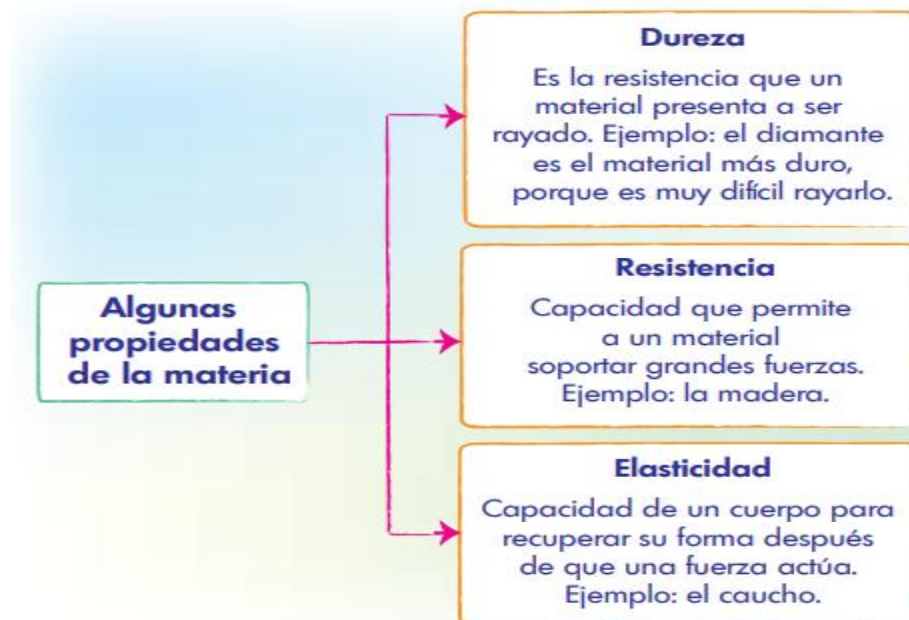 Algunas
propiedades
de la materia
Dureza
Es la resistencia que un
material presenta a ser
rayado. Ejemplo: el diamante
es el material más duro,
porque es muy difícil rayarlo.
Resistencia
Capacidad que permite
a un material
soportar grandes fuerzas.
Ejemplo: la madera.
Elasticidad
Capacidad de un cuerpo para
recuperar su forma después
de que una fuerza actúa.
Ejemplo: el caucho.